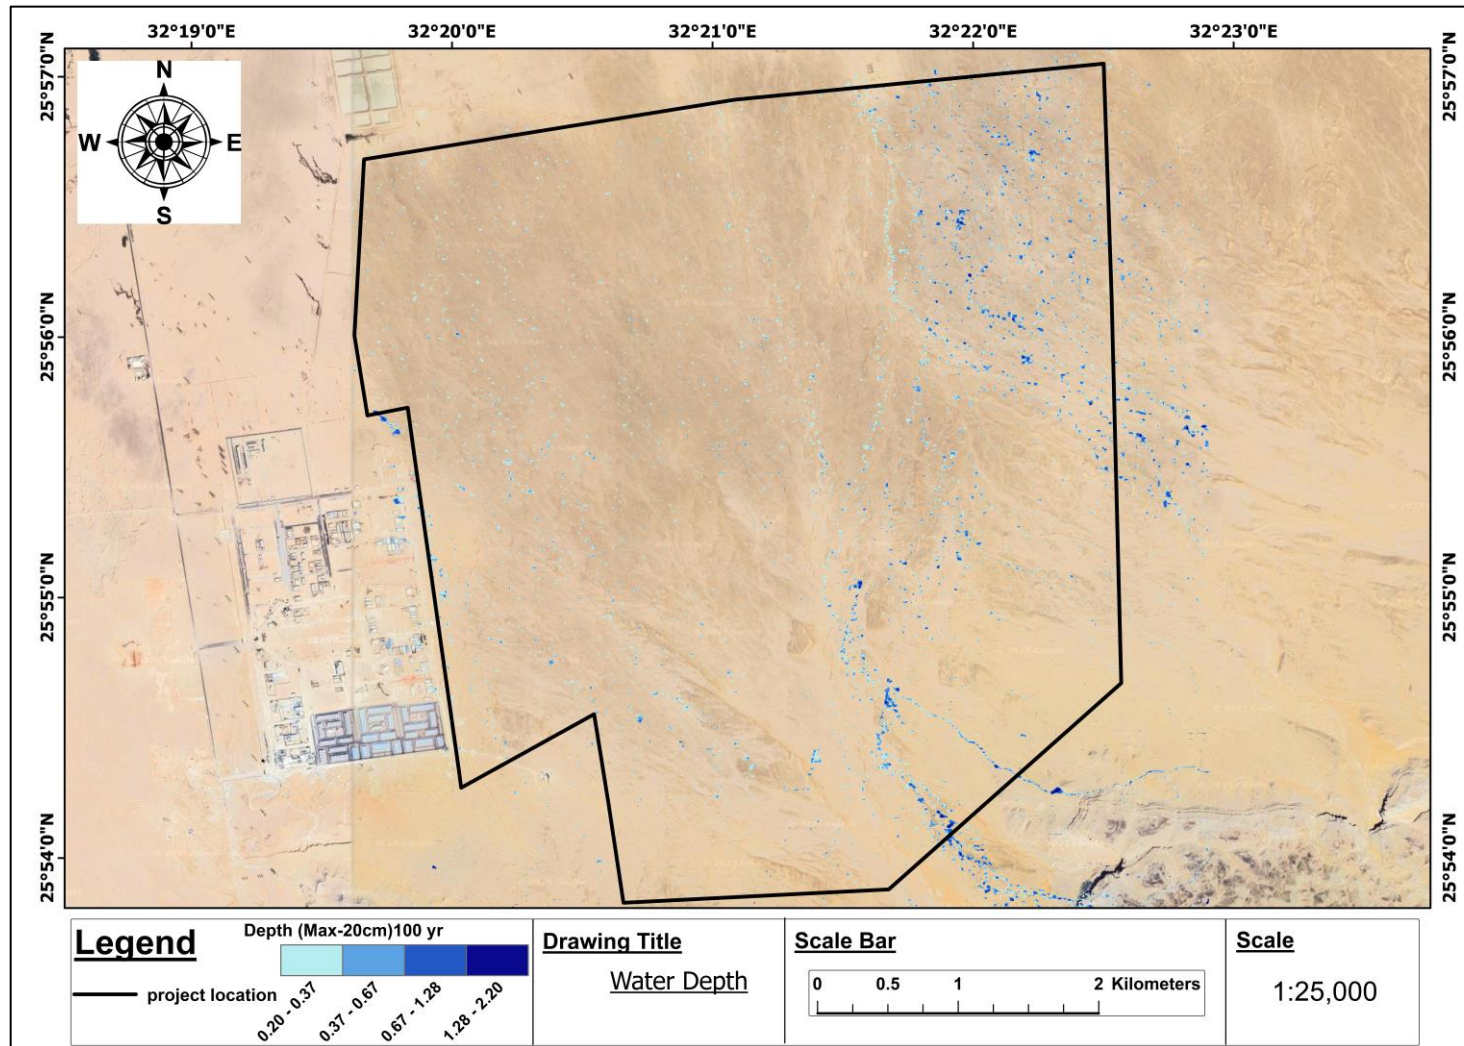 32°19'0"E 32°20'0"E 32°21'0"E 32°22'0"E 32°23'0"E
25°57'0"N
25°57'0"N
N
W E
S
25°56'0"N
25°56'0"N
25°55'0"N
25°55'0"N
25°54'0"N
25°54'0"N
Legend
Depth (Max-20cm)100 yr
project location
0.20 - 0.37
0.37 - 0.67
0.67 - 1.28
1.28 - 2.20
Drawing Title
Water Depth
Scale Bar
0 0.5 1 2 Kilometers
Scale
1:25,000